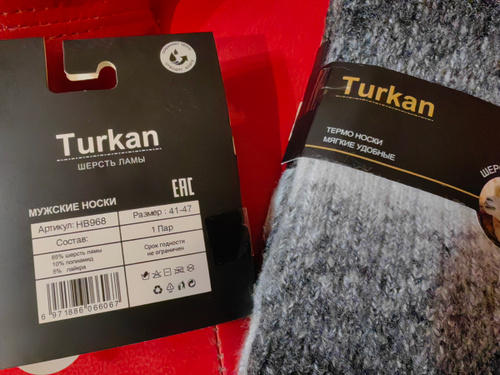 Turkan
ШЕРСТЬ ЛАМЫ
EAC
МУЖСКИЕ НОСКИ
Артикул: HB968
Размер : 41-47
Состав:
1 Пар
85% шерсть ламы
10% полиамид
5% лайкра
Срок годности
не ограничен
6 971886 066067
Turkan
ТЕРМО НОСКИ
МЯГКИЕ УДОБНЫЕ